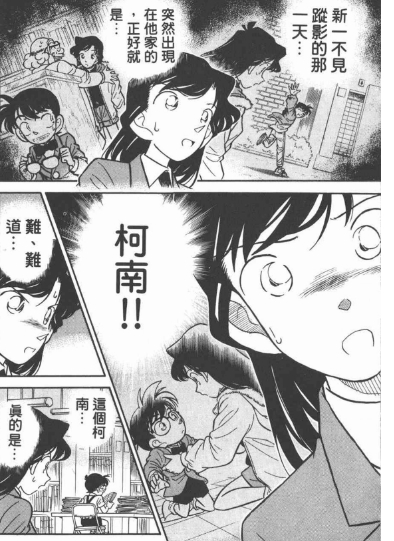 新一不見
蹤影的那
一天…
突然出現
在他家的
，正好就
是…
柯南!!
難、難
道…
這個柯
南…
真的是…